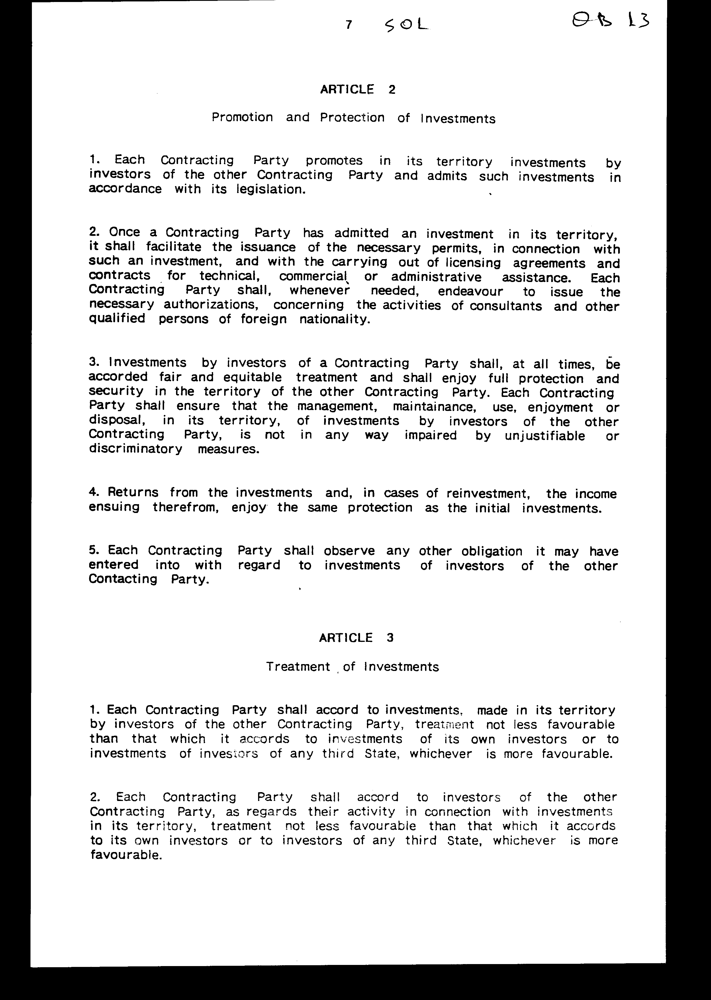 7 SOL
ARTICLE 2
Promotion and Protection of Investments
1. Each Contracting Party promotes in its territory investments by
investors of the other Contracting Party and admits such investments in
accordance with its legislation.
2. Once a Contracting Party has admitted an investment in its territory,
it shall facilitate the issuance of the necessary permits, in connection with
such an investment, and with the carrying out of licensing agreements and
contracts for technical, commercial or administrative assistance. Each
Contracting Party shall, whenever needed, endeavour to issue the
necessary authorizations, concerning the activities of consultants and other
qualified persons of foreign nationality.
3. Investments by investors of a Contracting Party shall, at all times, be
accorded fair and equitable treatment and shall enjoy full protection and
security in the territory of the other Contracting Party. Each Contracting
Party shall ensure that the management, maintainance, use, enjoyment or
disposal, in its territory, of investments by investors of the other
Contracting Party, is not in any way impaired by unjustifiable or
discriminatory measures.
4. Returns from the investments and, in cases of reinvestment, the income
ensuing therefrom, enjoy the same protection as the initial investments.
5. Each Contracting Party shall observe any other obligation it may have
entered into with regard to investments of investors of the other
Contacting Party.
ARTICLE 3
Treatment of Investments
1. Each Contracting Party shall accord to investments, made in its territory
by investors of the other Contracting Party, treatment not less favourable
than that which it accords to investments of its own investors or to
investments of investors of any third State, whichever is more favourable.
2. Each Contracting Party shall accord to investors of the other
Contracting Party, as regards their activity in connection with investments
in its territory, treatment not less favourable than that which it accords
to its own investors or to investors of any third State, whichever is more
favourable.